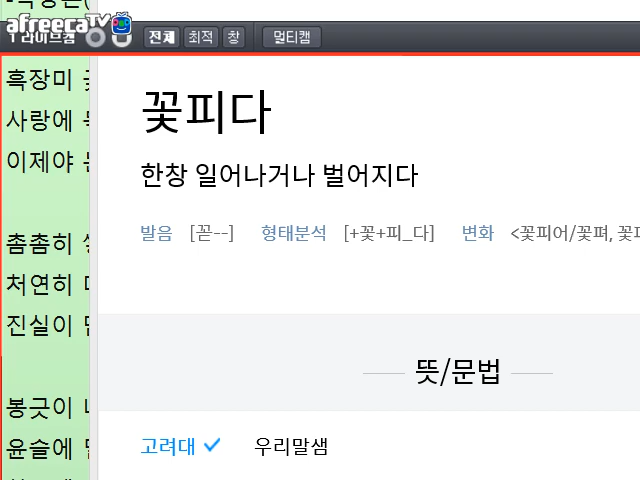 afreecaTV
라이브캠 전체 최적 창 멀티캠
흑장미
사랑에
이제야
촘촘히
처연히
진실이
봉긋이
윤슬에
꽃피다
한창 일어나거나 벌어지다
발음 [꼳--] 형태분석 [+꽃+피_다] 변화 <꽃피어/꽃펴,
뜻/문법
고려대 ✓ 우리말샘